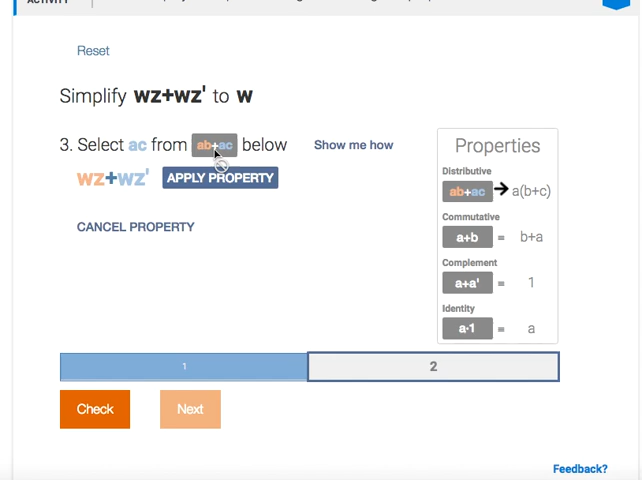 ACTIVITY
Reset
Simplify wz+wz' to w
3. Select ac from ab+ac below
Show me how
wz+wz'
APPLY PROPERTY
CANCEL PROPERTY
Properties
Distributive
ab+ac → a(b+c)
Commutative
a+b = b+a
Complement
a+a' = 1
Identity
a·1 = a
1
2
Check
Next
Feedback?